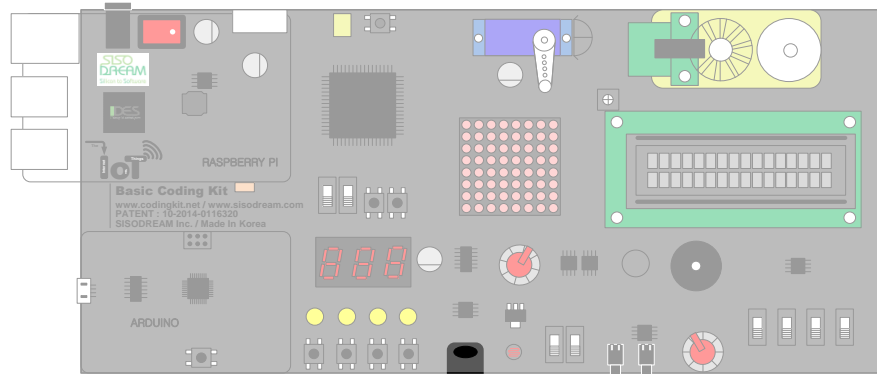 SISO
DREAM
IDES
IoT
RASPBERRY PI
Basic Coding Kit
www.codingkit.net / www.sisodream.com
PATENT : 10-2014-0116320
SISODREAM Inc. / Made In Korea
ARDUINO